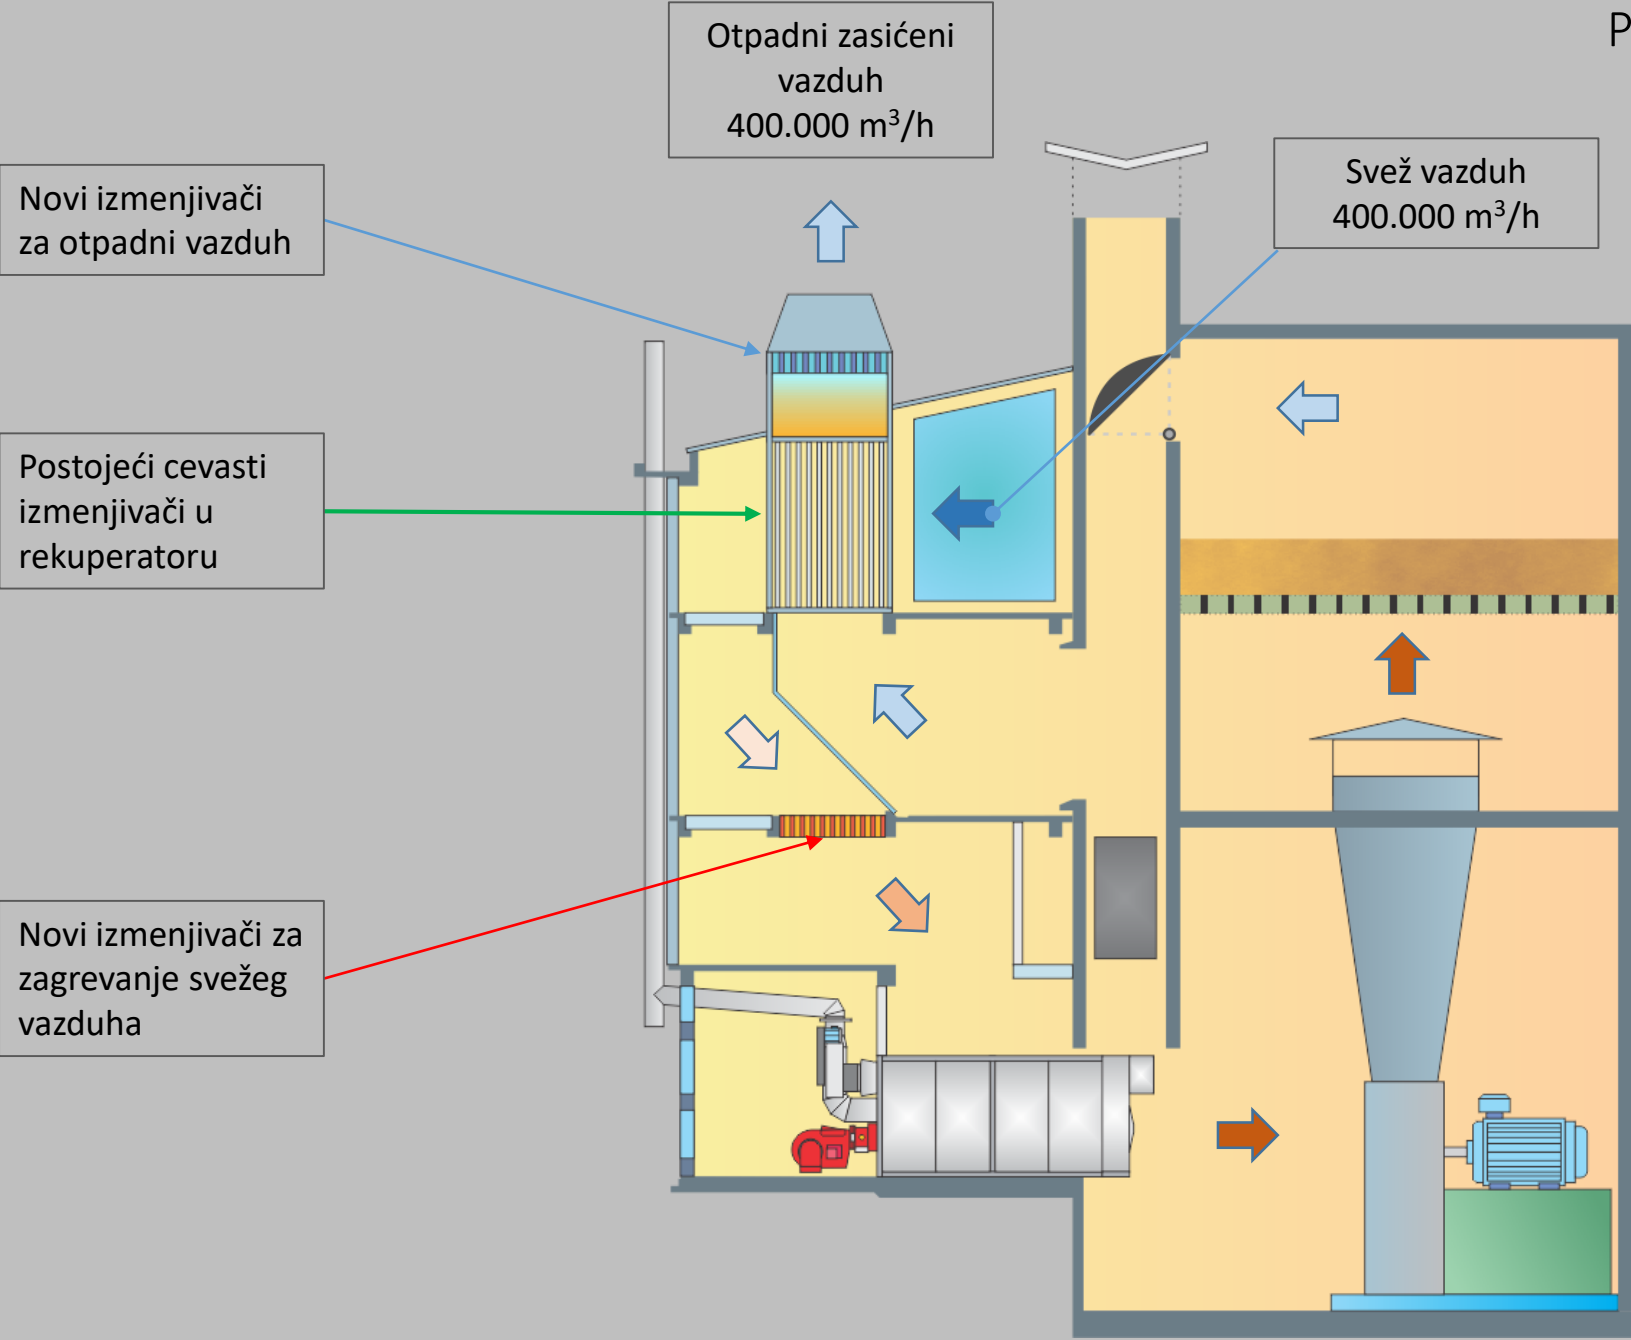 P
Otpadni zasićeni
vazduh
400.000 m³/h
Svež vazduh
400.000 m³/h
Novi izmenjivači
za otpadni vazduh
Postojeći cevasti
izmenjivači u
rekuperatoru
Novi izmenjivači za
zagrevanje svežeg
vazduha